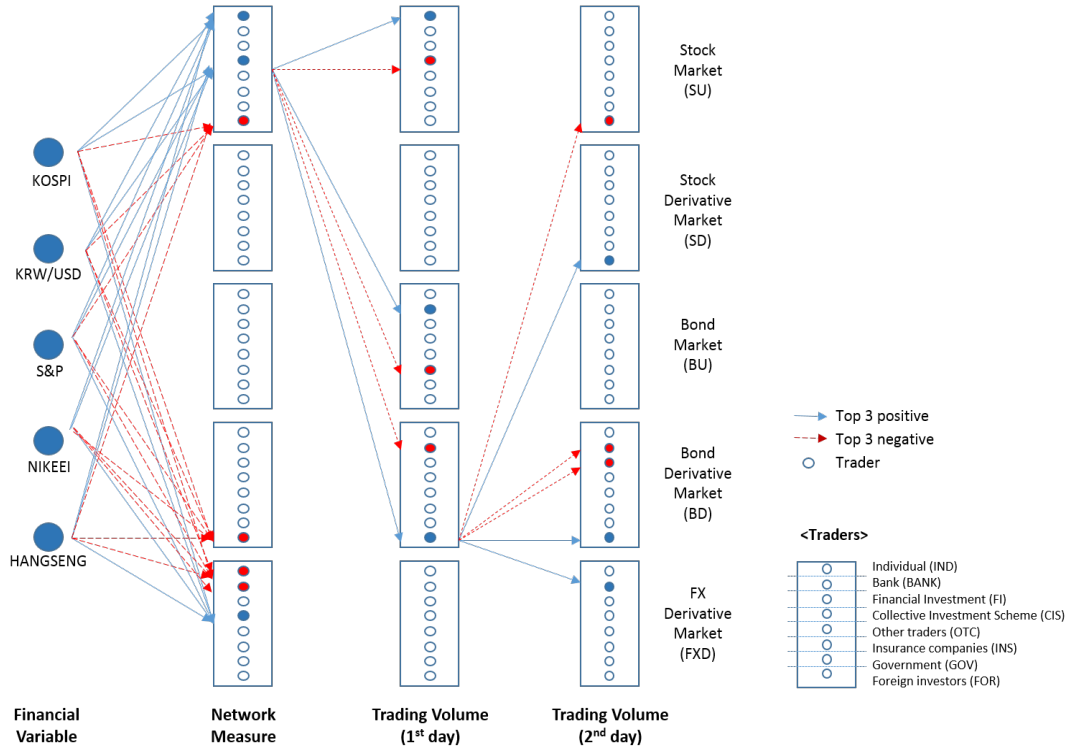 KOSPI
KRW/USD
S&P
NIKEEI
HANGSENG
Stock
Market
(SU)
Stock
Derivative
Market
(SD)
Bond
Market
(BU)
Bond
Derivative
Market
(BD)
FX
Derivative
Market
(FXD)
Top 3 positive
Top 3 negative
Trader
<Traders>
Individual (IND)
Bank (BANK)
Financial Investment (FI)
Collective Investment Scheme (CIS)
Other traders (OTC)
Insurance companies (INS)
Government (GOV)
Foreign investors (FOR)
Financial
Variable
Network
Measure
Trading Volume
(1st day)
Trading Volume
(2nd day)